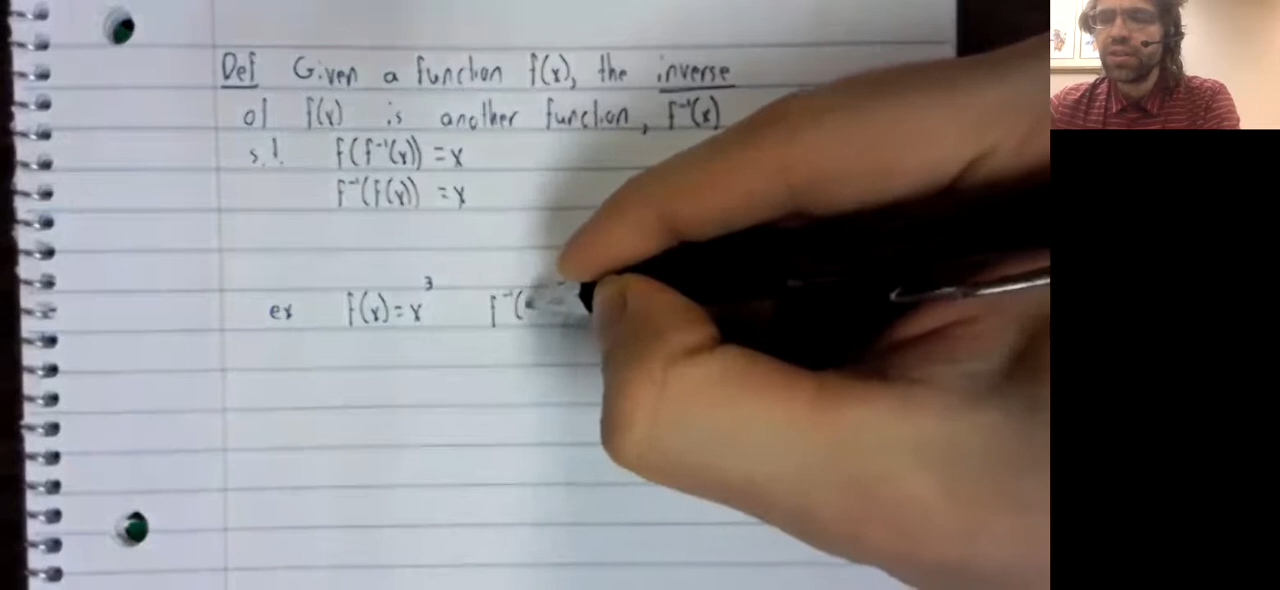 Def Given a function f(x), the inverse
of f(x) is another function, f⁻¹(x)
s.t. f(f⁻¹(x)) = x
f⁻¹(f(x)) = x
ex f(x) = x³ f⁻¹(